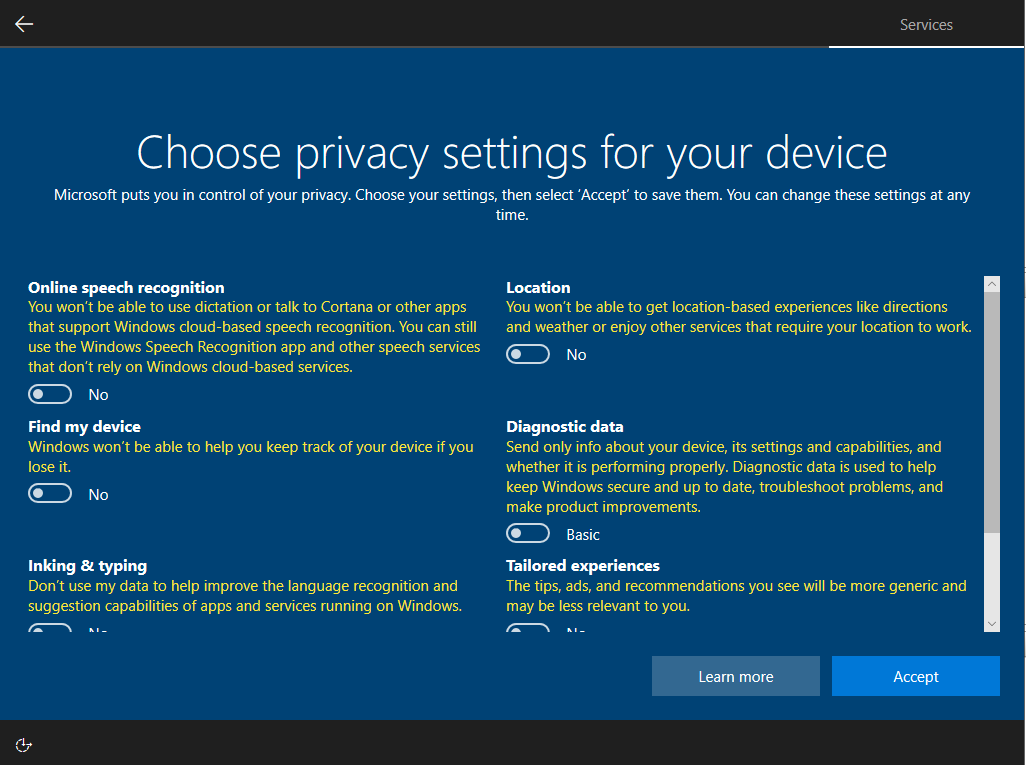 Services
Choose privacy settings for your device
Microsoft puts you in control of your privacy. Choose your settings, then select ‘Accept’ to save them. You can change these settings at any
time.
Online speech recognition
You won’t be able to use dictation or talk to Cortana or other apps
that support Windows cloud-based speech recognition. You can still
use the Windows Speech Recognition app and other speech services
that don’t rely on Windows cloud-based services.
No
Location
You won’t be able to get location-based experiences like directions
and weather or enjoy other services that require your location to work.
No
Find my device
Windows won’t be able to help you keep track of your device if you
lose it.
No
Diagnostic data
Send only info about your device, its settings and capabilities, and
whether it is performing properly. Diagnostic data is used to help
keep Windows secure and up to date, troubleshoot problems, and
make product improvements.
Basic
Inking & typing
Don’t use my data to help improve the language recognition and
suggestion capabilities of apps and services running on Windows.
No
Tailored experiences
The tips, ads, and recommendations you see will be more generic and
may be less relevant to you.
No
Learn more
Accept